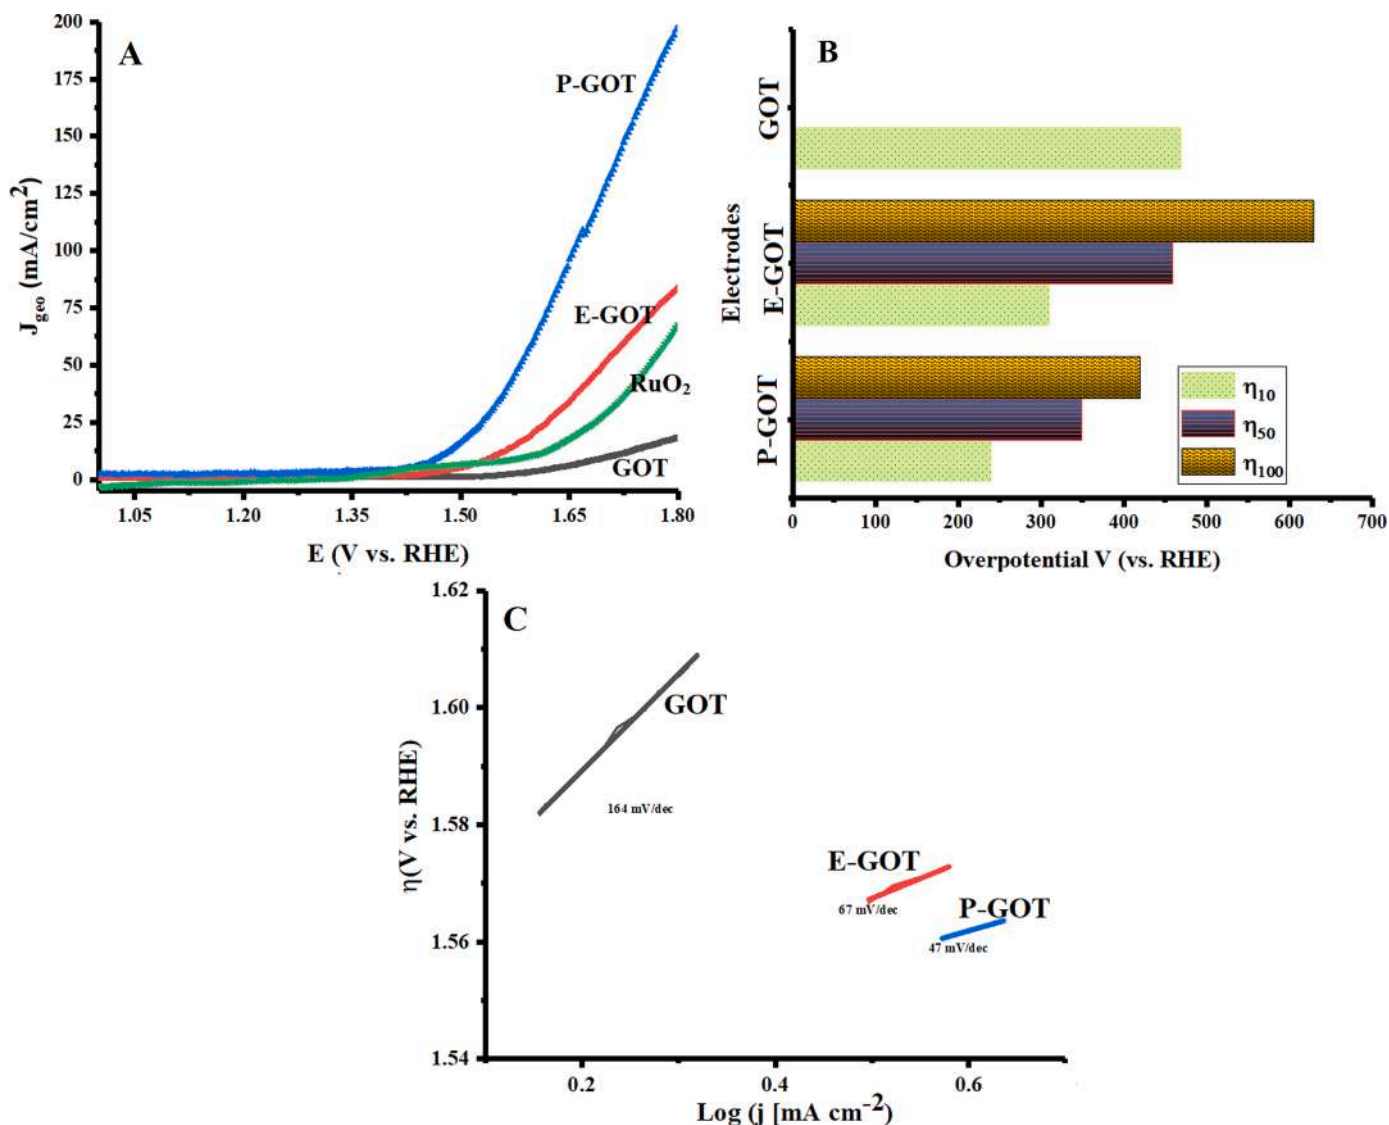 A
200
175
150
125
100
75
50
25
0
J_geo (mA/cm²)
P-GOT
E-GOT
RuO₂
GOT
1.05 1.20 1.35 1.50 1.65 1.80
E (V vs. RHE)
B
Electrodes
GOT
E-GOT
P-GOT
η₁₀
η₅₀
η₁₀₀
0 100 200 300 400 500 600 700
Overpotential V (vs. RHE)
C
1.62
1.60
1.58
1.56
1.54
η(V vs. RHE)
GOT
164 mV/dec
E-GOT
67 mV/dec
P-GOT
47 mV/dec
0.2 0.4 0.6
Log (j [mA cm⁻²)